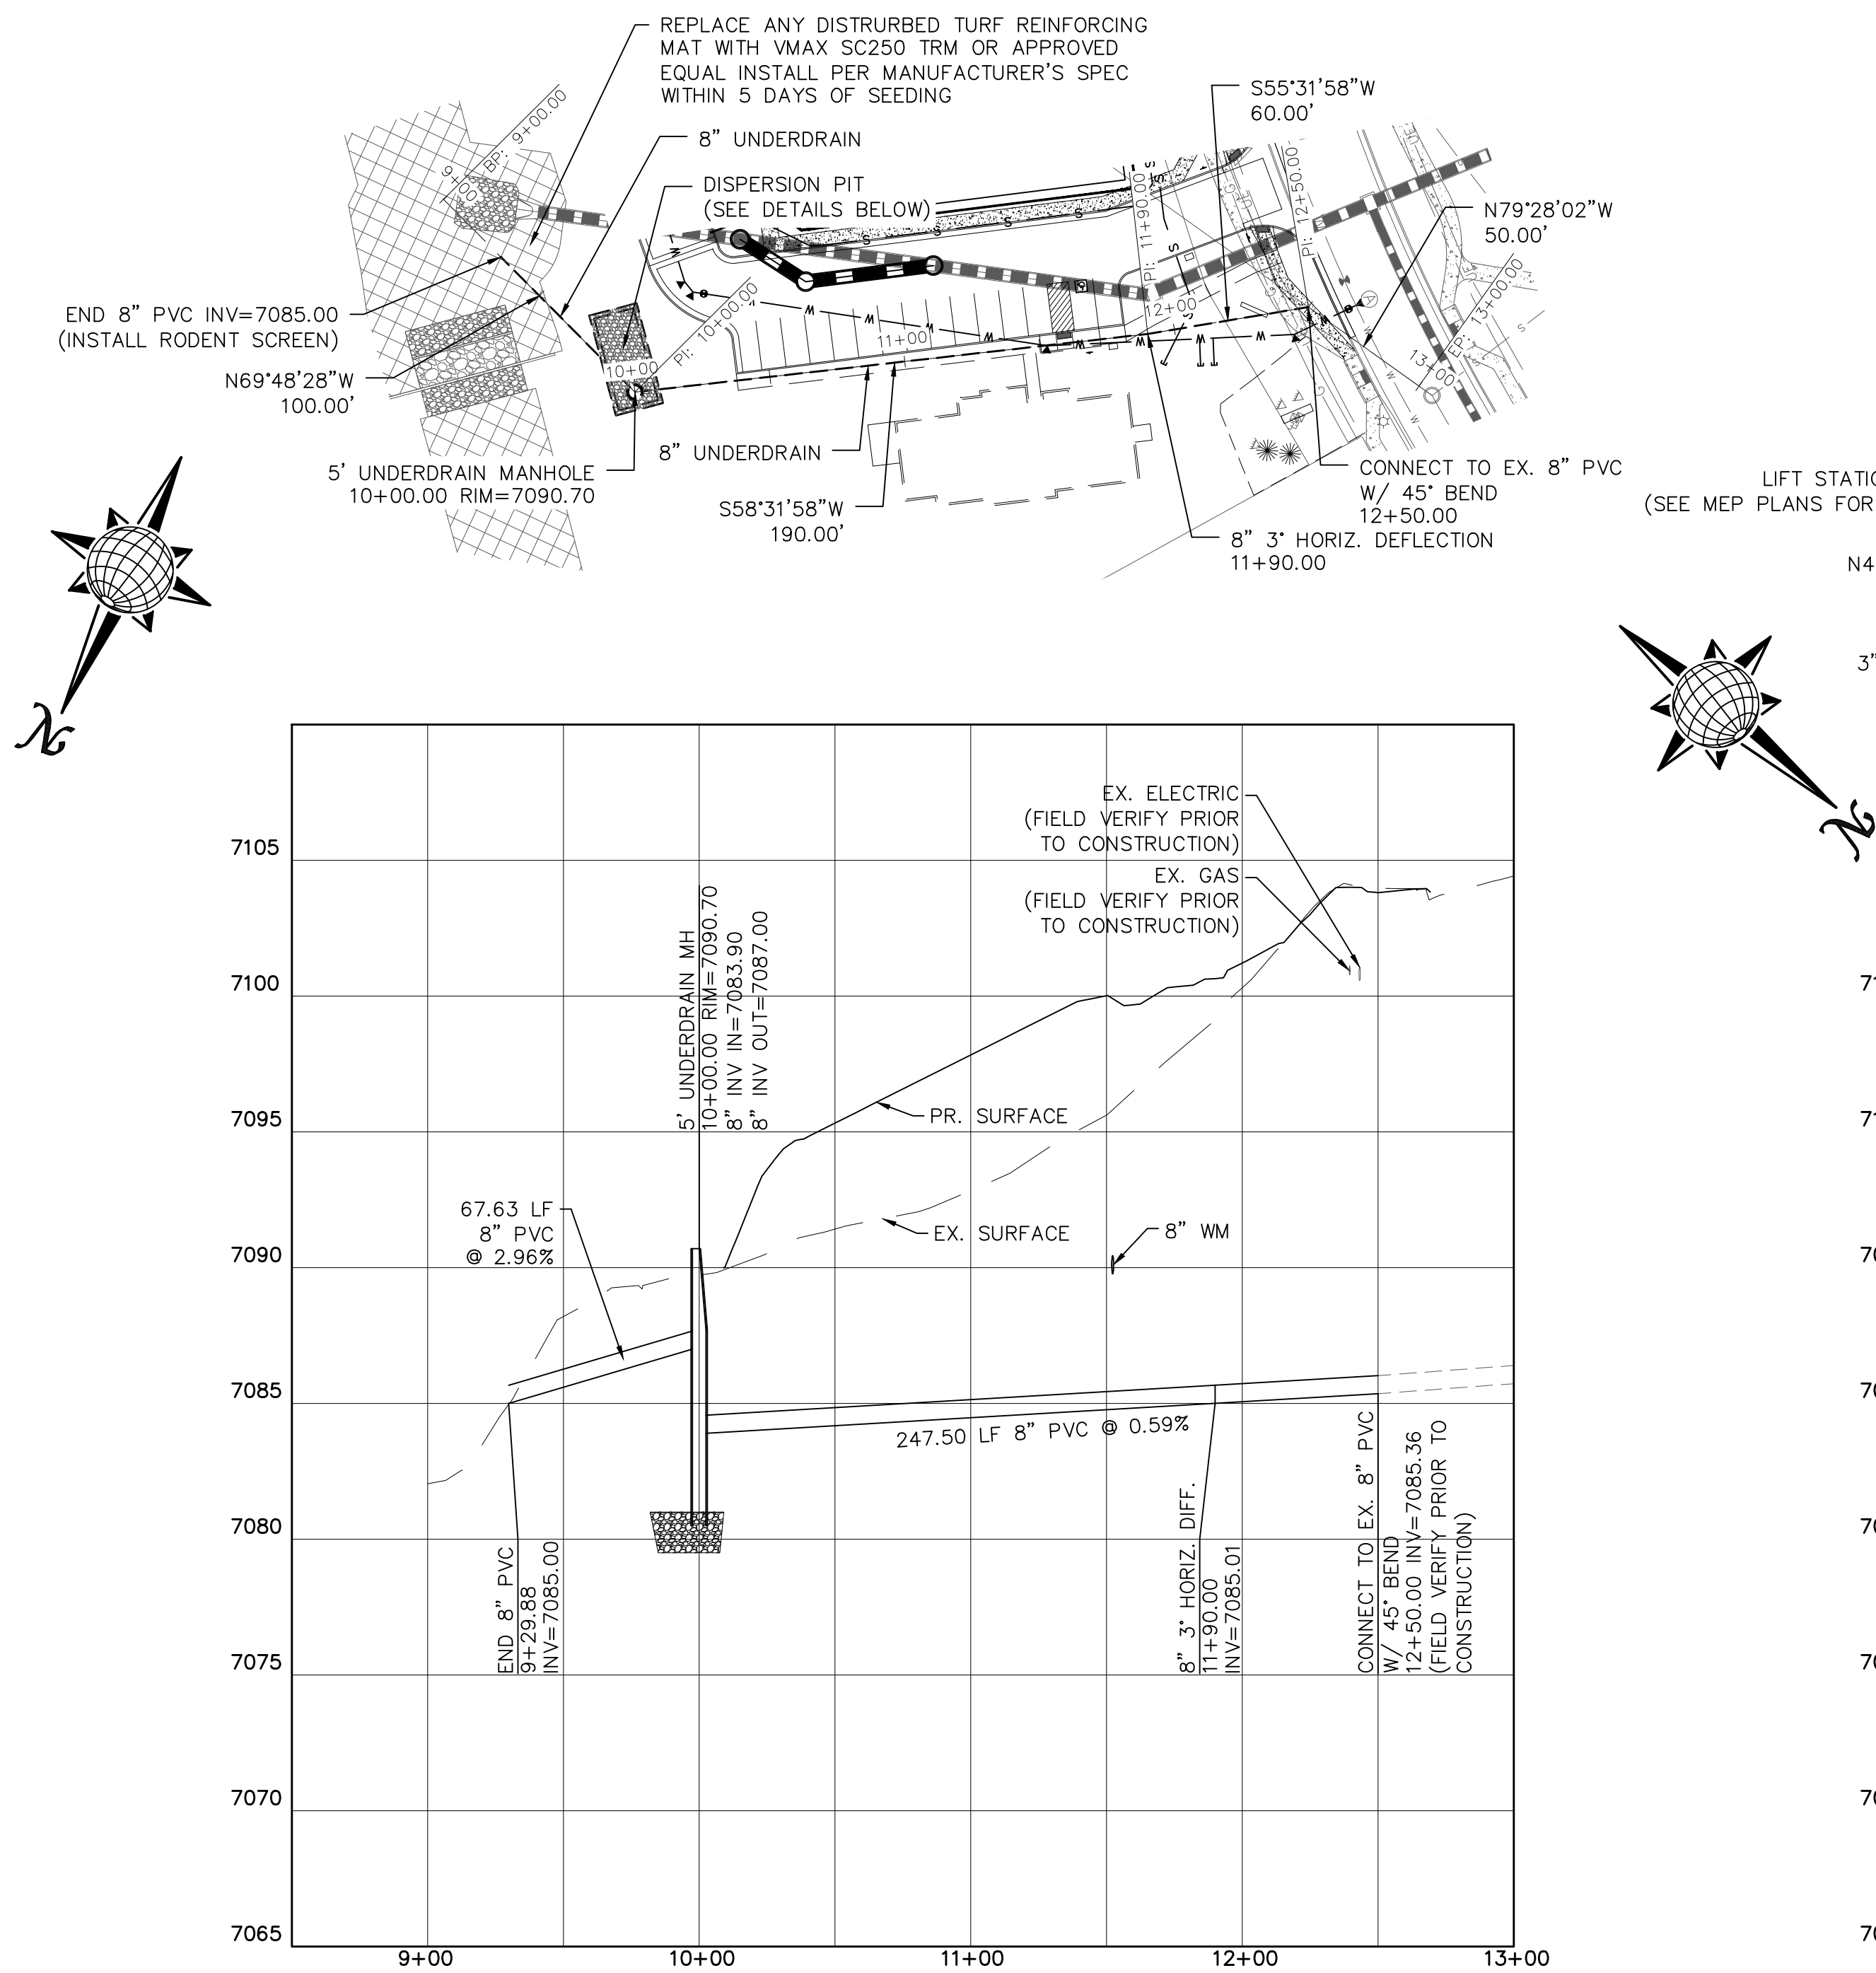 REPLACE ANY DISTRURBED TURF REINFORCING
MAT WITH VMAX SC250 TRM OR APPROVED
EQUAL INSTALL PER MANUFACTURER'S SPEC
WITHIN 5 DAYS OF SEEDING
8" UNDERDRAIN
DISPERSION PIT
(SEE DETAILS BELOW)
S55°31'58"W
60.00'
N79°28'02"W
50.00'
BP: 9+00.00
9+00
PI: 10+00.00
10+00
11+00
PI: 11+90.00
12+00
PI: 12+50.00
13+00.00
EP:
13+00
END 8" PVC INV=7085.00
(INSTALL RODENT SCREEN)
N69°48'28"W
100.00'
5' UNDERDRAIN MANHOLE
10+00.00 RIM=7090.70
8" UNDERDRAIN
S58°31'58"W
190.00'
CONNECT TO EX. 8" PVC
W/ 45° BEND
12+50.00
8" 3° HORIZ. DEFLECTION
11+90.00
LIFT STATIO
(SEE MEP PLANS FOR
N4
3"
N
N
EX. ELECTRIC
(FIELD VERIFY PRIOR
TO CONSTRUCTION)
EX. GAS
(FIELD VERIFY PRIOR
TO CONSTRUCTION)
5' UNDERDRAIN MH
10+00.00 RIM=7090.70
8" INV IN=7083.90
8" INV OUT=7087.00
PR. SURFACE
EX. SURFACE
8" WM
67.63 LF
8" PVC
@ 2.96%
247.50 LF 8" PVC @ 0.59%
END 8" PVC
9+29.88
INV=7085.00
8" 3° HORIZ. DIFF.
11+90.00
INV=7085.01
CONNECT TO EX. 8" PVC
W/ 45° BEND
12+50.00 INV=7085.36
(FIELD VERIFY PRIOR TO
CONSTRUCTION)
7105
7100
7095
7090
7085
7080
7075
7070
7065
9+00
10+00
11+00
12+00
13+00